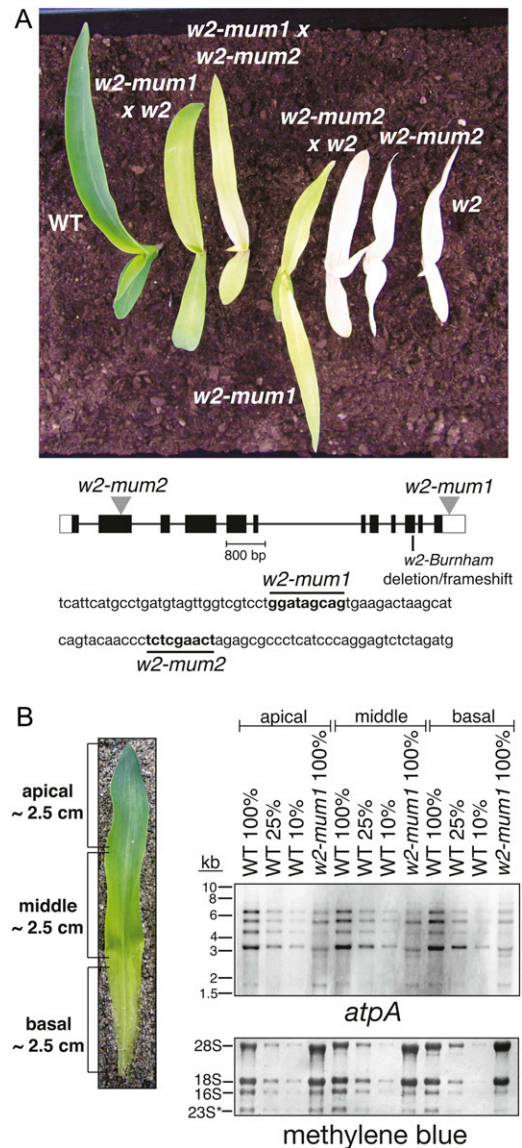 A
w2-mum1 x
w2-mum2
w2-mum1
x w2
w2-mum2
x w2
w2-mum2
WT
w2
w2-mum1
w2-mum2
w2-mum1
800 bp
w2-Burnham
deletion/frameshift
w2-mum1
tcattcatgcctgatgtagttggtcgtcctggatagcagtgaagactaagcat
cagtacaaccctctcgaactagagcgccctcatcccaggagtctctagatg
w2-mum2
B
apical
~ 2.5 cm
middle
~ 2.5 cm
basal
~ 2.5 cm
apical middle basal
WT 100%
WT 25%
WT 10%
w2-mum1 100%
WT 100%
WT 25%
WT 10%
w2-mum1 100%
WT 100%
WT 25%
WT 10%
w2-mum1 100%
kb
10
8
6
4
3
2
1.5
atpA
28S
18S
16S
23S*
methylene blue